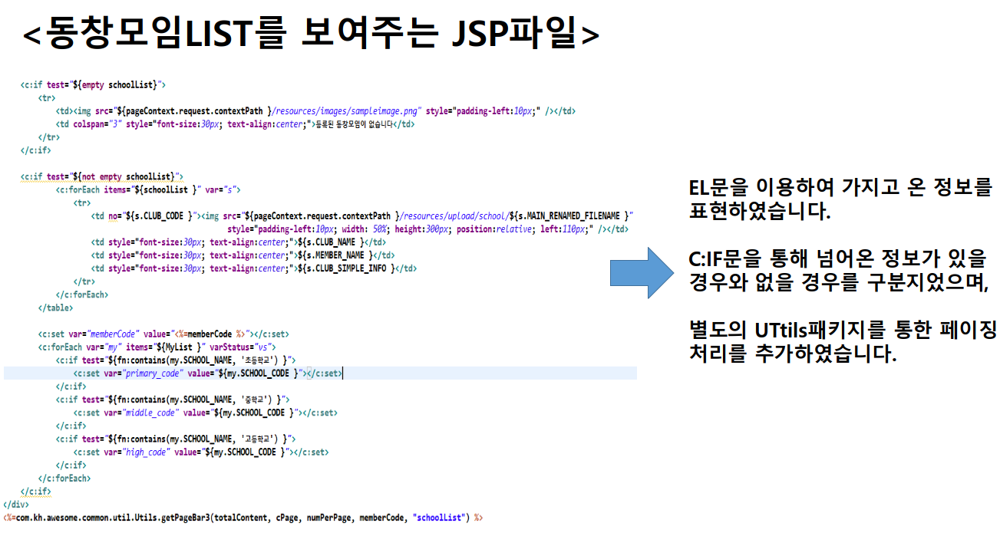 <동창모임LIST를 보여주는 JSP파일>
<c:if test="${empty schoolList}">
<tr>
<td><img src="${pageContext.request.contextPath }/resources/images/sampleimage.png" style="padding-left:10px;" /></td>
<td colspan="3" style="font-size:30px; text-align:center;">등록된 동창모임이 없습니다</td>
</tr>
</c:if>
<c:if test="${not empty schoolList}">
<c:forEach items="${schoolList }" var="s">
<tr>
<td no="${s.CLUB_CODE }"><img src="${pageContext.request.contextPath }/resources/upload/school/${s.MAIN_RENAMED_FILENAME }"
style="padding-left:10px; width: 50%; height:300px; position:relative; left:110px;" /></td>
<td style="font-size:30px; text-align:center;">${s.CLUB_NAME }</td>
<td style="font-size:30px; text-align:center;">${s.MEMBER_NAME }</td>
<td style="font-size:30px; text-align:center;">${s.CLUB_SIMPLE_INFO }</td>
</tr>
</c:forEach>
</table>
<c:set var="memberCode" value="<%=memberCode %>"></c:set>
<c:forEach var="my" items="${MyList }" varStatus="vs">
<c:if test="${fn:contains(my.SCHOOL_NAME, '초등학교') }">
<c:set var="primary_code" value="${my.SCHOOL_CODE }"></c:set>
</c:if>
<c:if test="${fn:contains(my.SCHOOL_NAME, '중학교') }">
<c:set var="middle_code" value="${my.SCHOOL_CODE }"></c:set>
</c:if>
<c:if test="${fn:contains(my.SCHOOL_NAME, '고등학교') }">
<c:set var="high_code" value="${my.SCHOOL_CODE }"></c:set>
</c:if>
</c:forEach>
</c:if>
</div>
<%=com.kh.awesome.common.util.Utils.getPageBar3(totalContent, cPage, numPerPage, memberCode, "schoolList") %>
EL문을 이용하여 가지고 온 정보를
표현하였습니다.
C:IF문을 통해 넘어온 정보가 있을
경우와 없을 경우를 구분지었으며,
별도의 UTtils패키지를 통한 페이징
처리를 추가하였습니다.